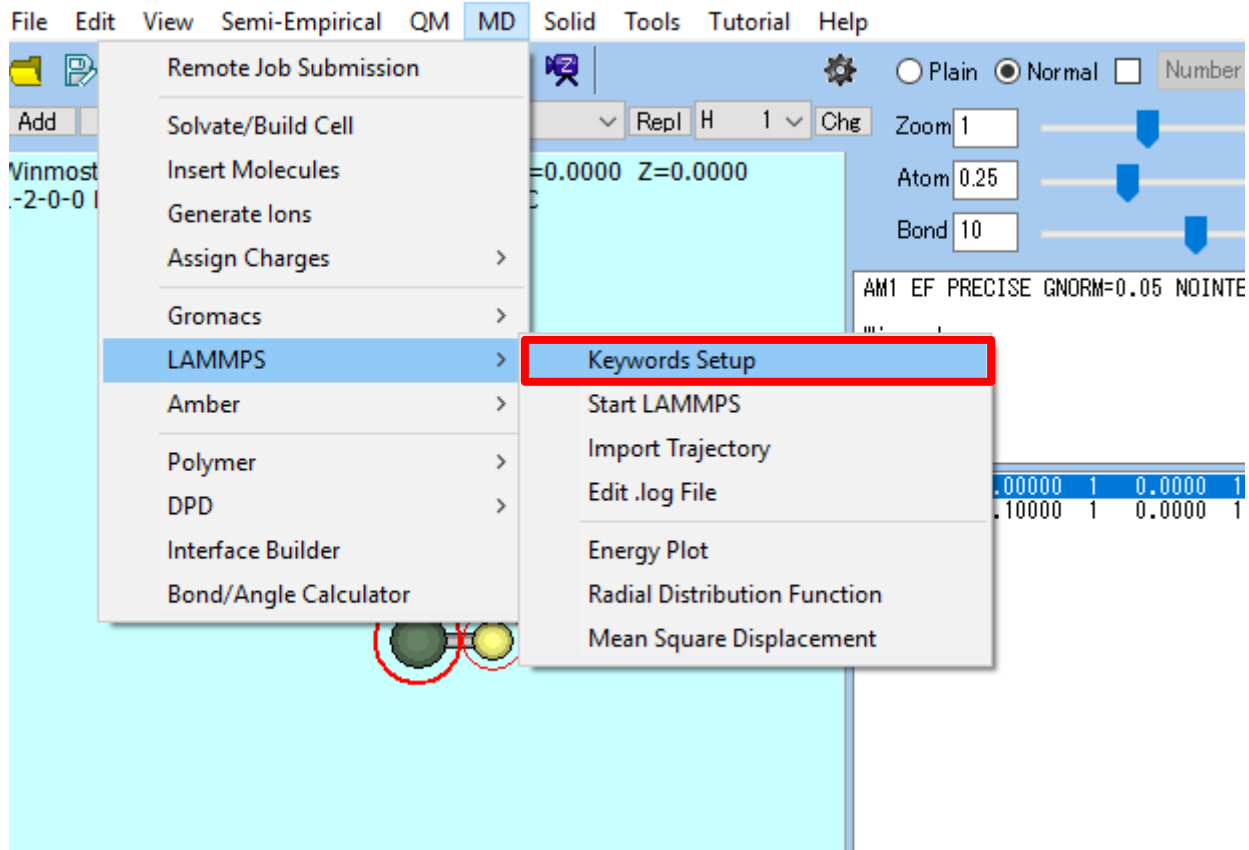 File Edit View Semi-Empirical QM MD Solid Tools Tutorial Help
Plain Normal Number
Add Repl H 1 Chg
Zoom 1
Atom 0.25
Bond 10
=0.0000 Z=0.0000
-2-0-0
Remote Job Submission
Solvate/Build Cell
Insert Molecules
Generate Ions
Assign Charges
Gromacs
LAMMPS
Amber
Polymer
DPD
Interface Builder
Bond/Angle Calculator
Keywords Setup
Start LAMMPS
Import Trajectory
Edit .log File
Energy Plot
Radial Distribution Function
Mean Square Displacement
AM1 EF PRECISE GNORM=0.05 NOINTE
.00000 1 0.0000 1
.10000 1 0.0000 1